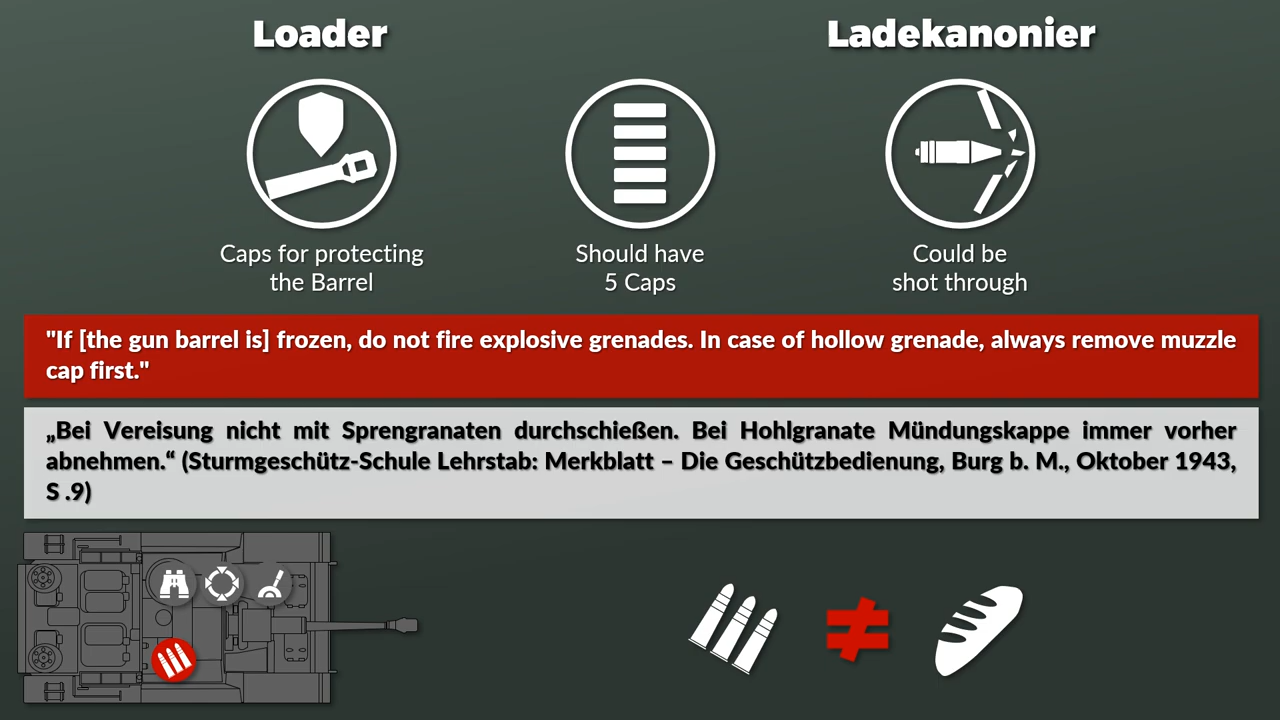 Loader
Ladekanonier
Caps for protecting
the Barrel
Should have
5 Caps
Could be
shot through
"If [the gun barrel is] frozen, do not fire explosive grenades. In case of hollow grenade, always remove muzzle
cap first."
„Bei Vereisung nicht mit Sprengranaten durchschießen. Bei Hohlgranate Mündungskappe immer vorher
abnehmen.“ (Sturmgeschütz-Schule Lehrstab: Merkblatt – Die Geschützbedienung, Burg b. M., Oktober 1943,
S .9)